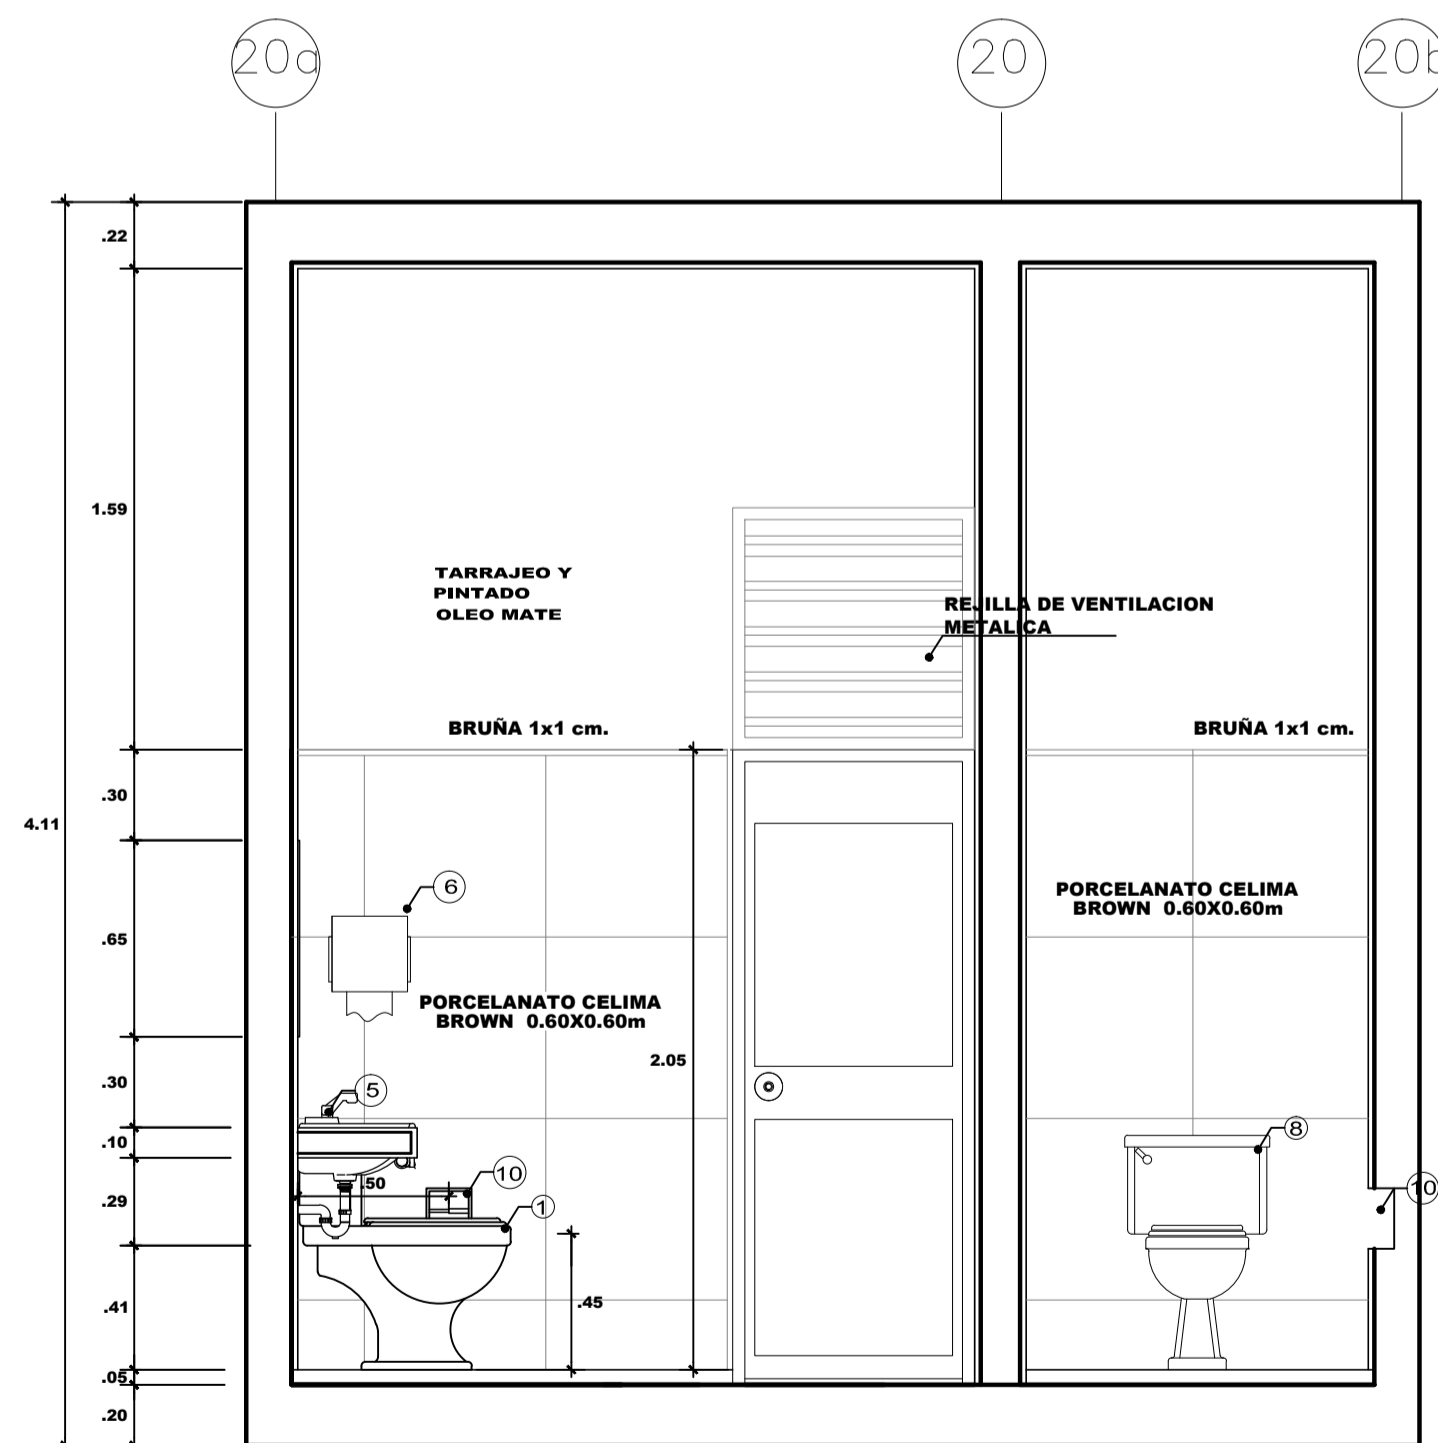 20a
20
20b
.22
1.59
TARRAJEO Y
PINTADO
OLEO MATE
REJILLA DE VENTILACION
METALICA
BRUÑA 1x1 cm.
BRUÑA 1x1 cm.
.30
4.11
6
PORCELANATO CELIMA
BROWN 0.60X0.60m
.65
PORCELANATO CELIMA
BROWN 0.60X0.60m
2.05
.30
5
8
.10
10
.50
.29
10
1
.45
.41
.05
.20